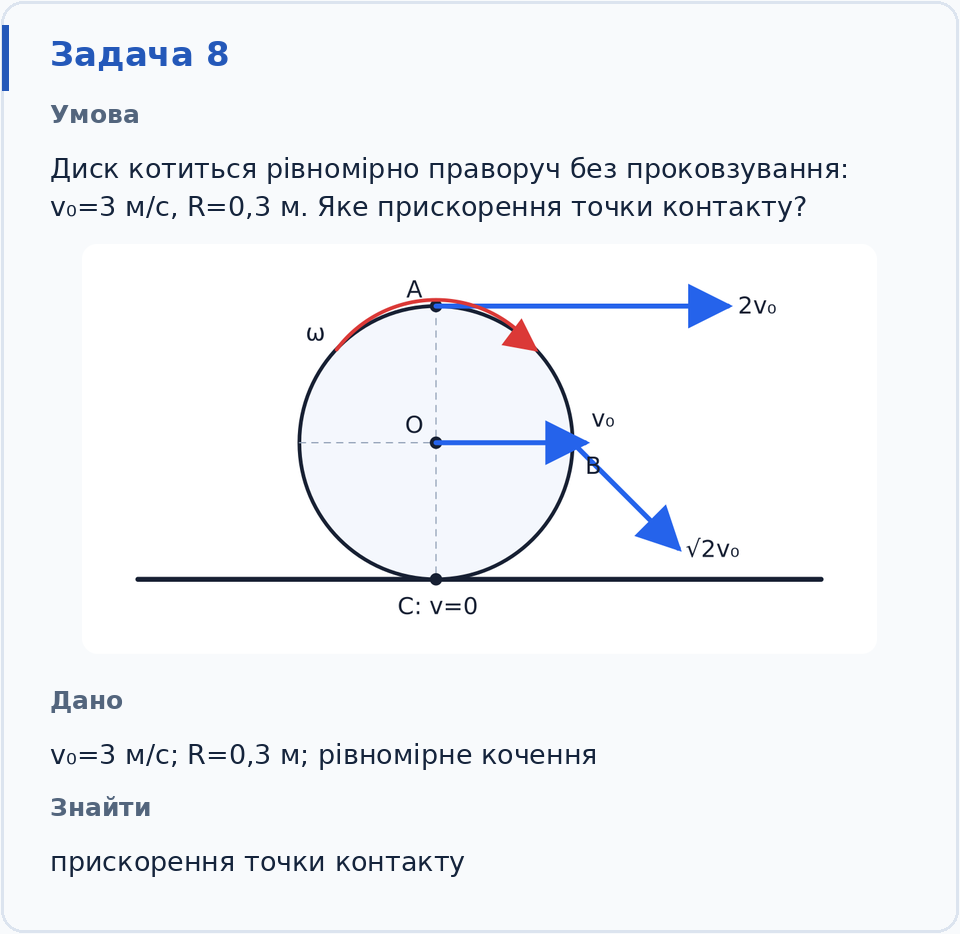 Задача 8
Умова
Диск котиться рівномірно праворуч без проковзування:
v₀=3 м/с, R=0,3 м. Яке прискорення точки контакту?
A
2v₀
ω
v₀
O
B
√2v₀
C: v=0
Дано
v₀=3 м/с; R=0,3 м; рівномірне кочення
Знайти
прискорення точки контакту